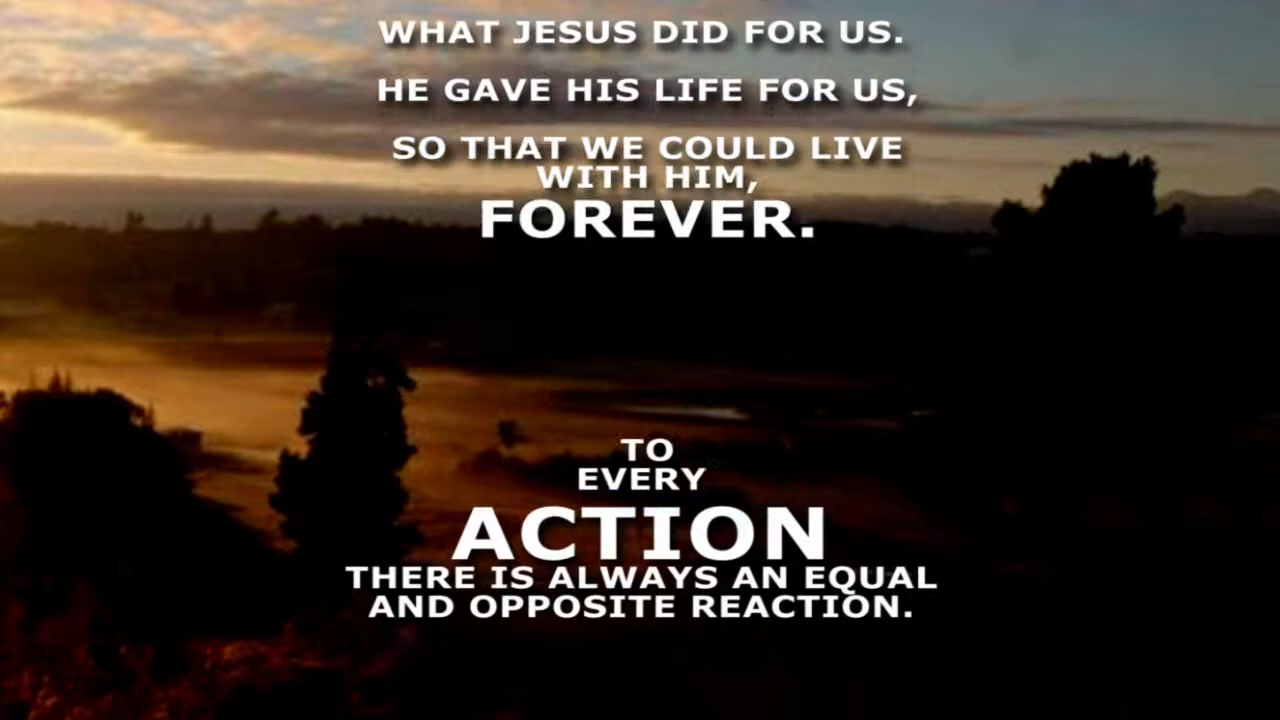 WHAT JESUS DID FOR US.
HE GAVE HIS LIFE FOR US,
SO THAT WE COULD LIVE
WITH HIM,
FOREVER.
TO
EVERY
ACTION
THERE IS ALWAYS AN EQUAL
AND OPPOSITE REACTION.